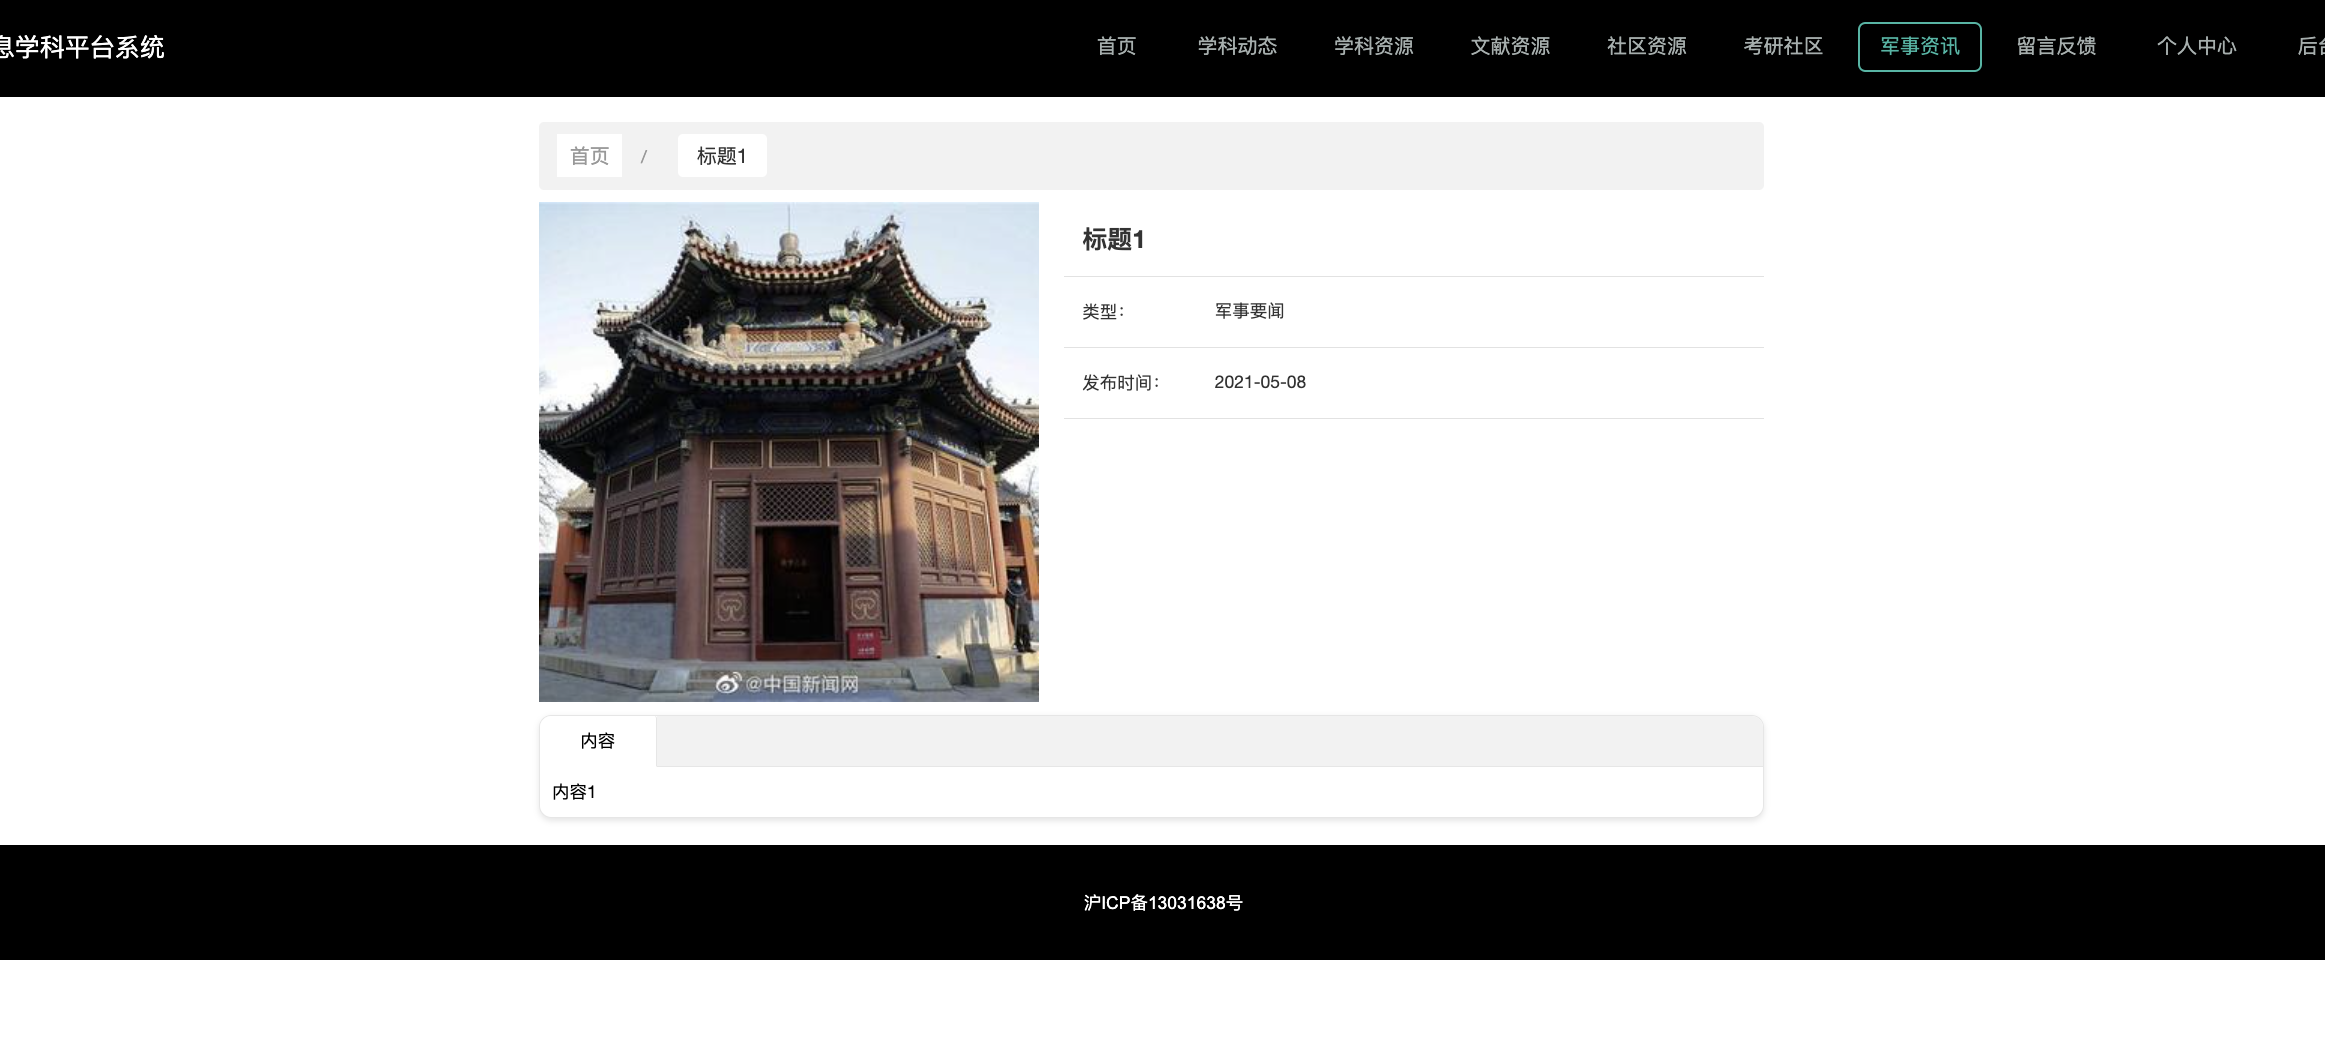 息学科平台系统
首页 学科动态 学科资源 文献资源 社区资源 考研社区 军事资讯 留言反馈 个人中心 后台
首页 / 标题1
标题1
类型： 军事要闻
发布时间： 2021-05-08
@中国新闻网
内容
内容1
沪ICP备13031638号